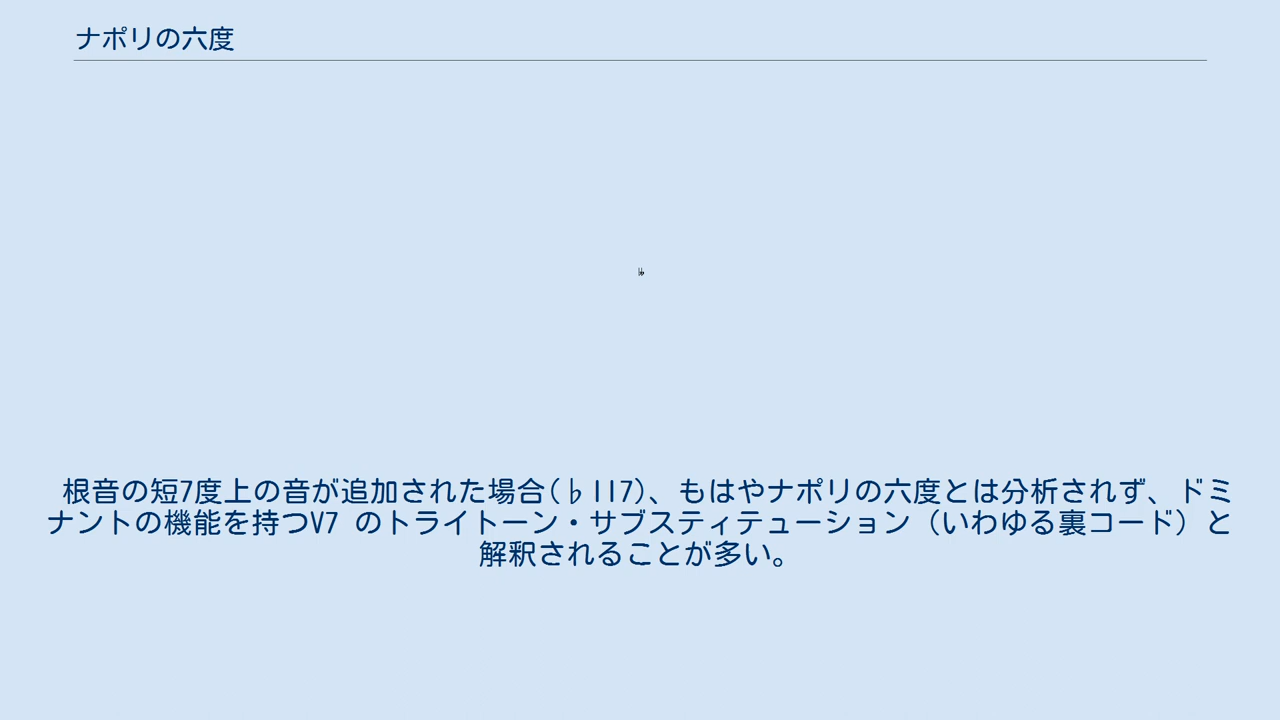 ナポリの六度
𝄫
根音の短7度上の音が追加された場合(♭II7)、もはやナポリの六度とは分析されず、ドミ
ナントの機能を持つV7 のトライトーン・サブスティテューション（いわゆる裏コード）と
解釈されることが多い。